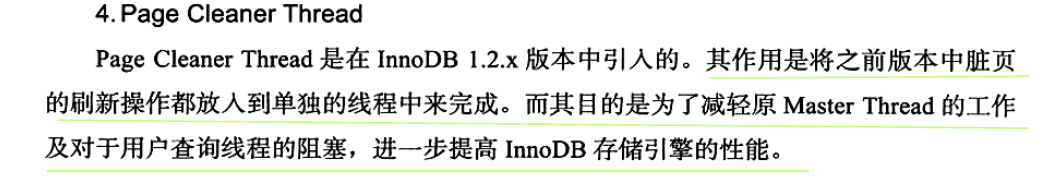 4. Page Cleaner Thread
Page Cleaner Thread 是在 InnoDB 1.2.x 版本中引入的。其作用是将之前版本中脏页
的刷新操作都放入到单独的线程中来完成。而其目的是为了减轻原 Master Thread 的工作
及对于用户查询线程的阻塞，进一步提高 InnoDB 存储引擎的性能。